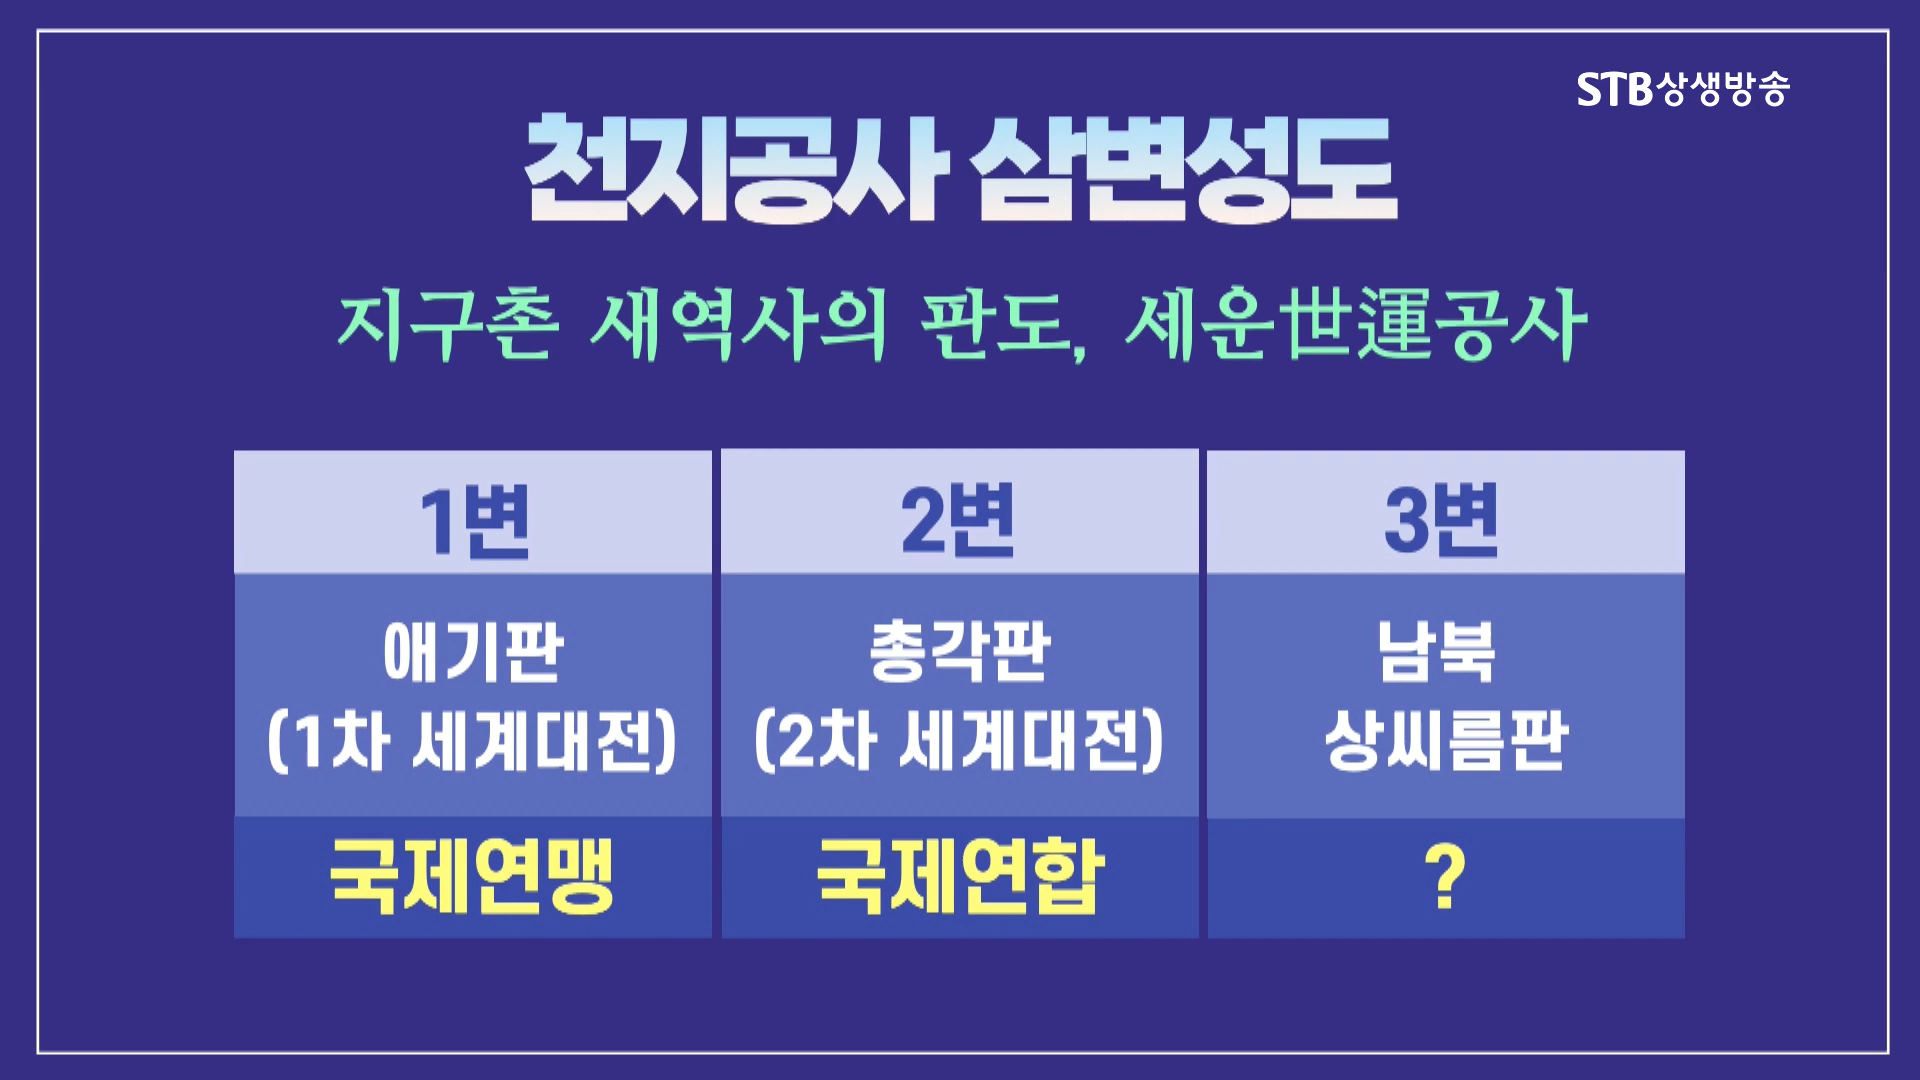 STB상생방송
천지공사 삼변성도
지구촌 새역사의 판도, 세운世運공사
1변
2변
3변
애기판
(1차 세계대전)
총각판
(2차 세계대전)
남북
상씨름판
국제연맹
국제연합
?